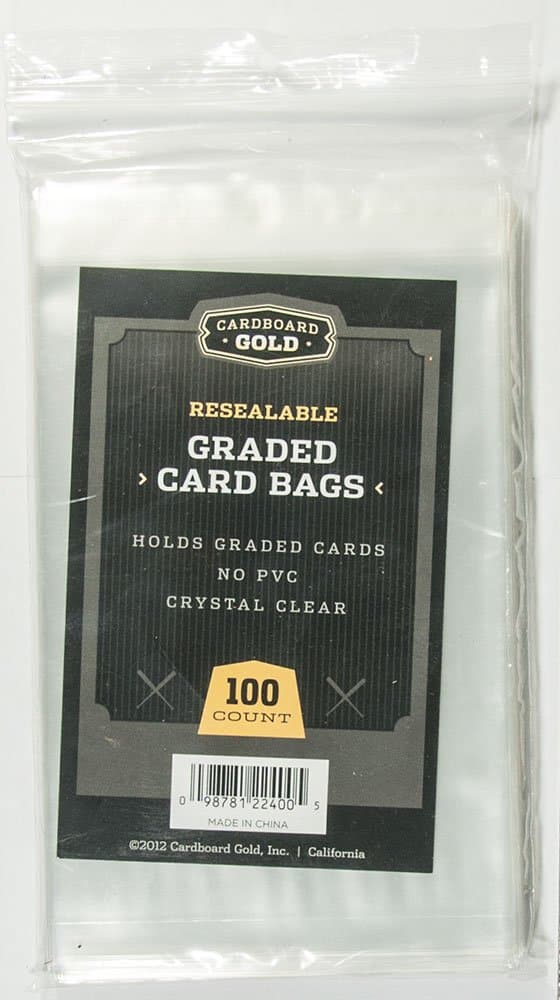 CARDBOARD
GOLD
RESEALABLE
GRADED
CARD BAGS
HOLDS GRADED CARDS
NO PVC
CRYSTAL CLEAR
100
COUNT
0 98781 22400 5
MADE IN CHINA
©2012 Cardboard Gold, Inc. | California